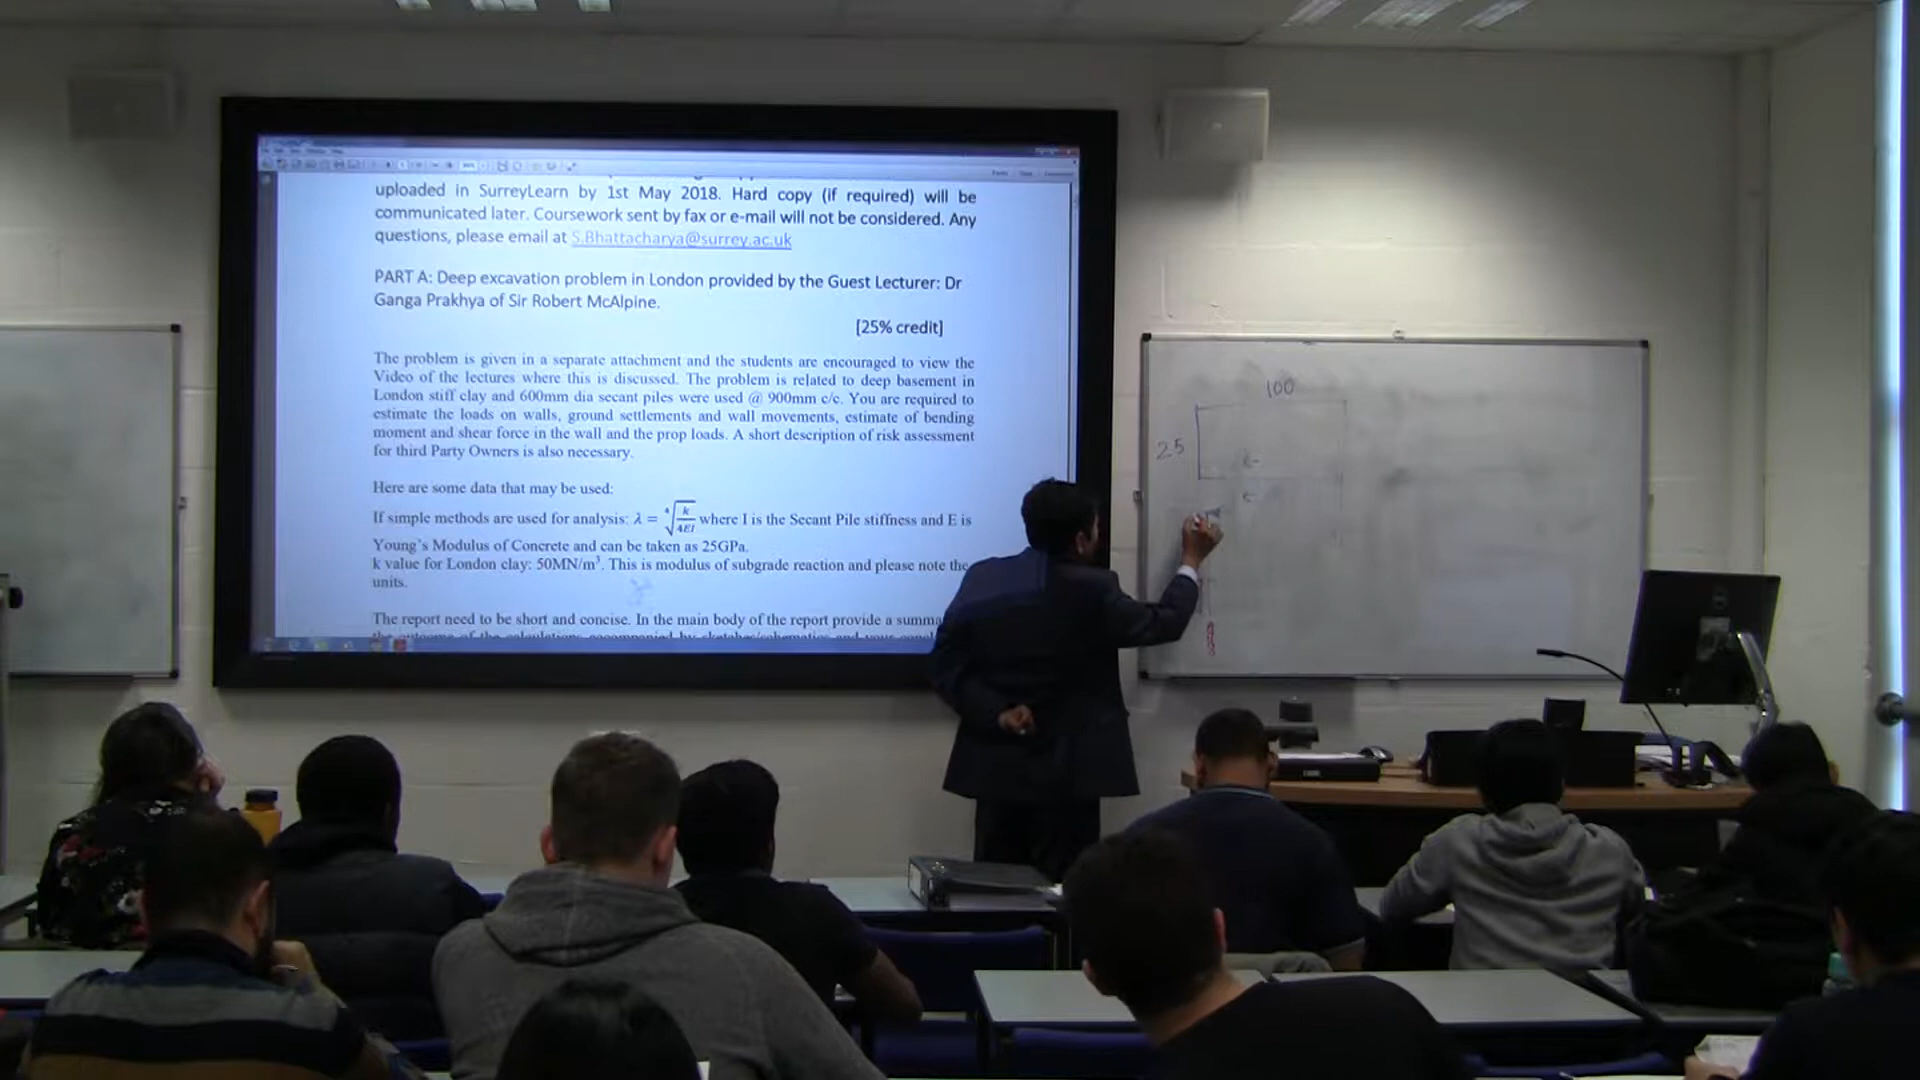 uploaded in SurreyLearn by 1st May 2018. Hard copy (if required) will be
communicated later. Coursework sent by fax or e-mail will not be considered. Any
questions, please email at S.Bhattacharya@surrey.ac.uk
PART A: Deep excavation problem in London provided by the Guest Lecturer: Dr
Ganga Prakhya of Sir Robert McAlpine.
[25% credit]
The problem is given in a separate attachment and the students are encouraged to view the
Video of the lectures where this is discussed. The problem is related to deep basement in
London stiff clay and 600mm dia secant piles were used @ 900mm c/c. You are required to
estimate the loads on walls, ground settlements and wall movements, estimate of bending
moment and shear force in the wall and the prop loads. A short description of risk assessment
for third Party Owners is also necessary.
Here are some data that may be used:
If simple methods are used for analysis: λ = ⁴√(k/4EI) where I is the Secant Pile stiffness and E is
Young's Modulus of Concrete and can be taken as 25GPa.
k value for London clay: 50MN/m³. This is modulus of subgrade reaction and please note the
units.
The report need to be short and concise. In the main body of the report provide a summa
100
25